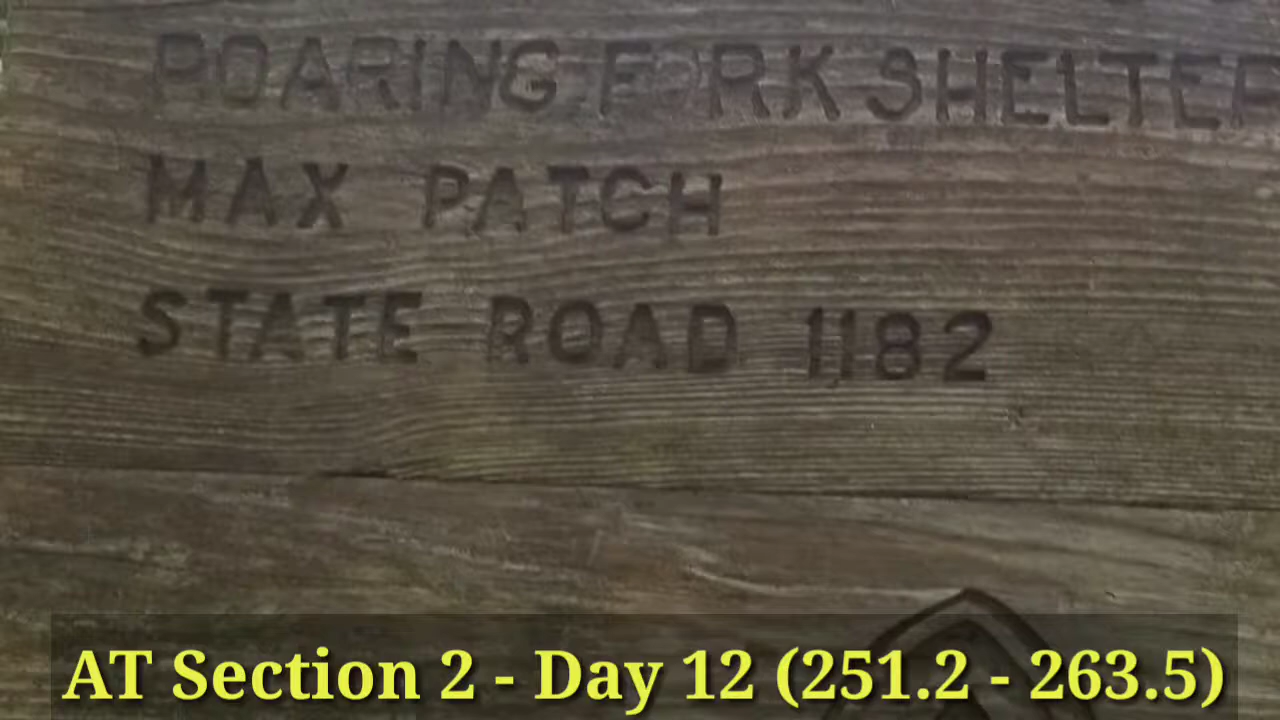 ROARING FORK SHELTER
MAX PATCH
STATE ROAD 1182
AT Section 2 - Day 12 (251.2 - 263.5)